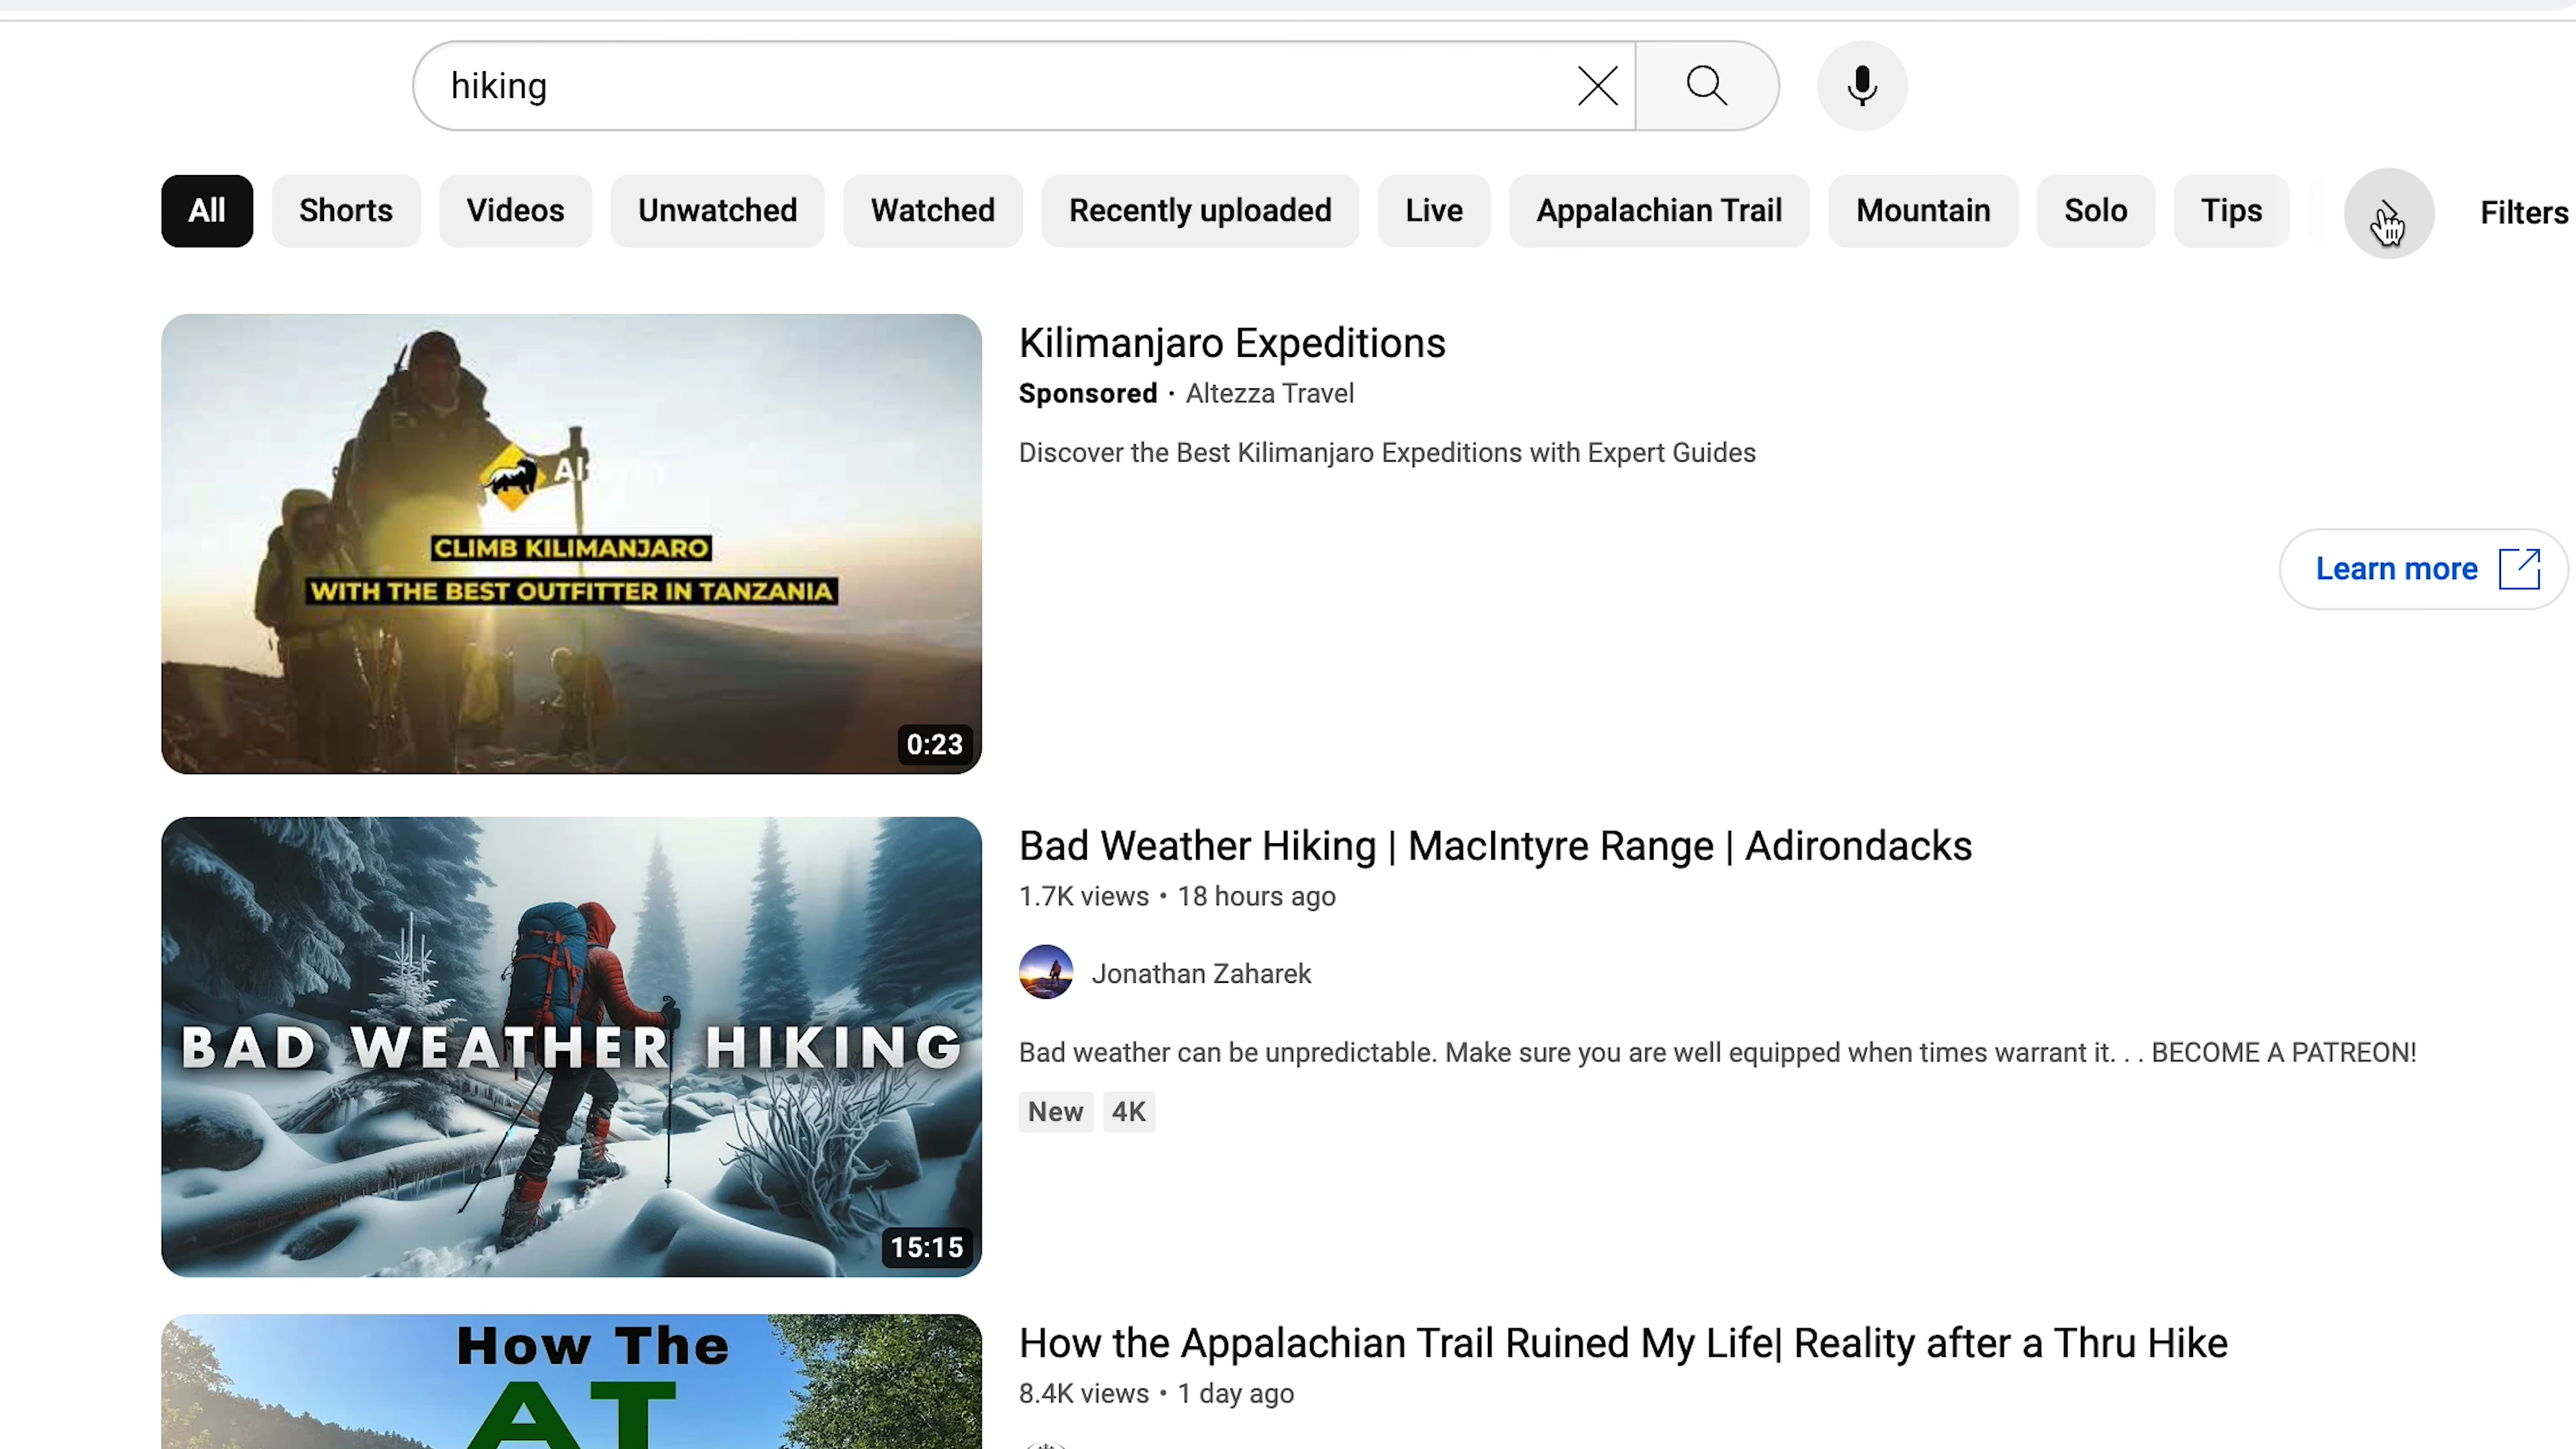 hiking
All Shorts Videos Unwatched Watched Recently uploaded Live Appalachian Trail Mountain Solo Tips Filters
CLIMB KILIMANJARO
WITH THE BEST OUTFITTER IN TANZANIA
0:23
Kilimanjaro Expeditions
Sponsored · Altezza Travel
Discover the Best Kilimanjaro Expeditions with Expert Guides
Learn more
BAD WEATHER HIKING
15:15
Bad Weather Hiking | MacIntyre Range | Adirondacks
1.7K views • 18 hours ago
Jonathan Zaharek
Bad weather can be unpredictable. Make sure you are well equipped when times warrant it. . . BECOME A PATREON!
New 4K
How The
AT
How the Appalachian Trail Ruined My Life| Reality after a Thru Hike
8.4K views • 1 day ago